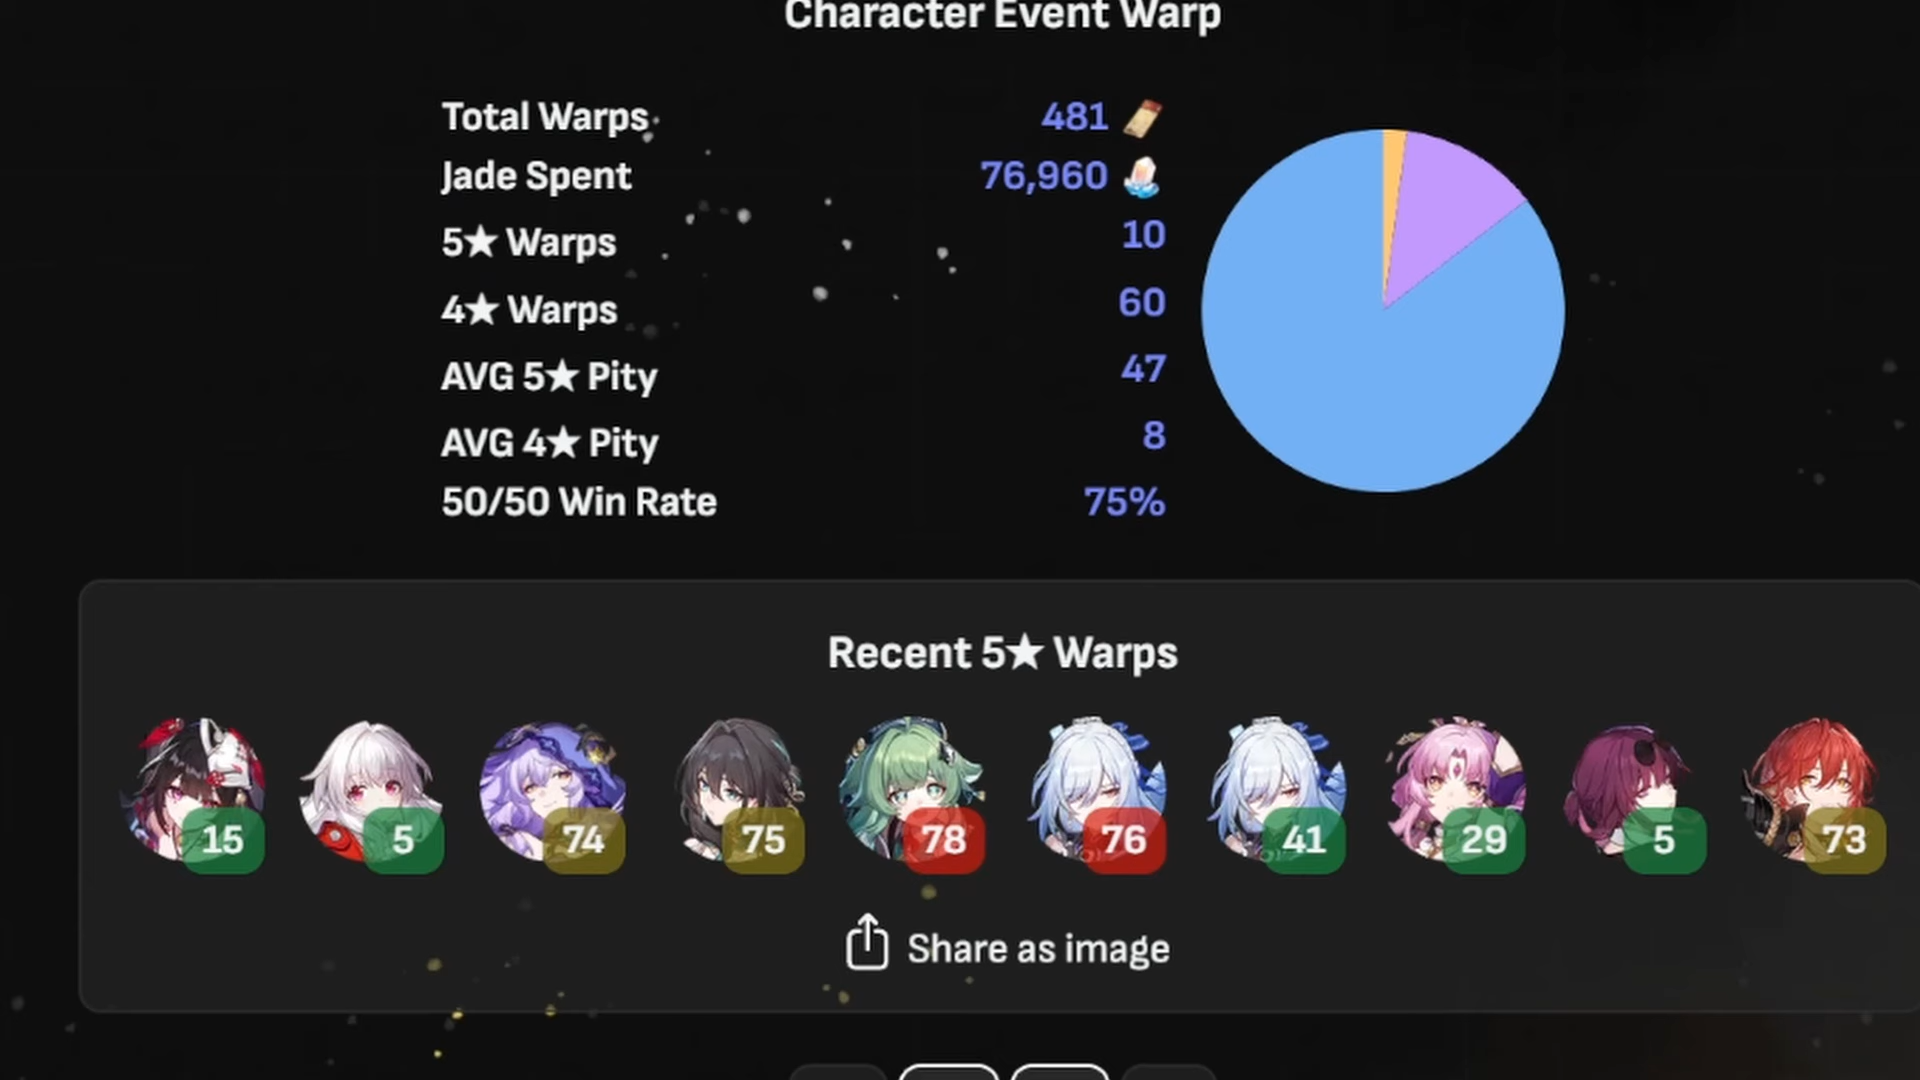 Character Event Warp
Total Warps 481
Jade Spent 76,960
5★ Warps 10
4★ Warps 60
AVG 5★ Pity 47
AVG 4★ Pity 8
50/50 Win Rate 75%
Recent 5★ Warps
15 5 74 75 78 76 41 29 5 73
Share as image